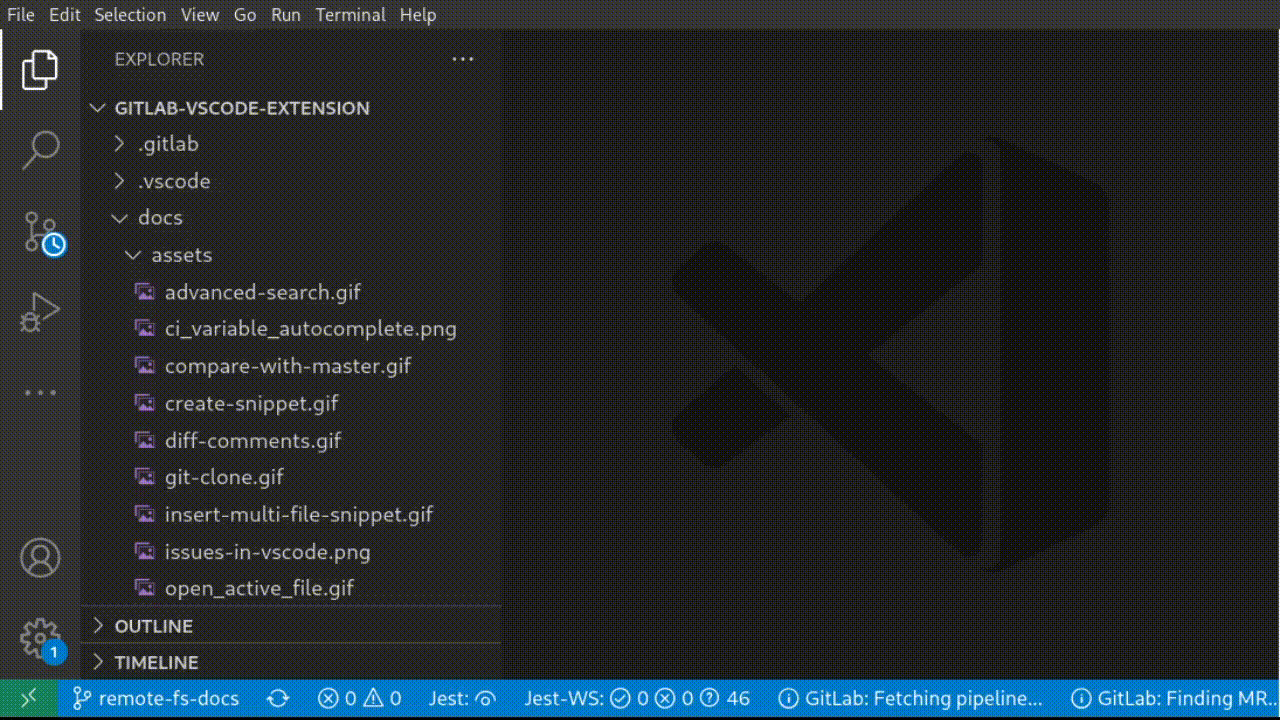 File Edit Selection View Go Run Terminal Help
EXPLORER
GITLAB-VSCODE-EXTENSION
.gitlab
.vscode
docs
assets
advanced-search.gif
ci_variable_autocomplete.png
compare-with-master.gif
create-snippet.gif
diff-comments.gif
git-clone.gif
insert-multi-file-snippet.gif
issues-in-vscode.png
open_active_file.gif
OUTLINE
1
TIMELINE
remote-fs-docs 0 0 Jest: Jest-WS: 0 0 46 GitLab: Fetching pipeline... GitLab: Finding MR..